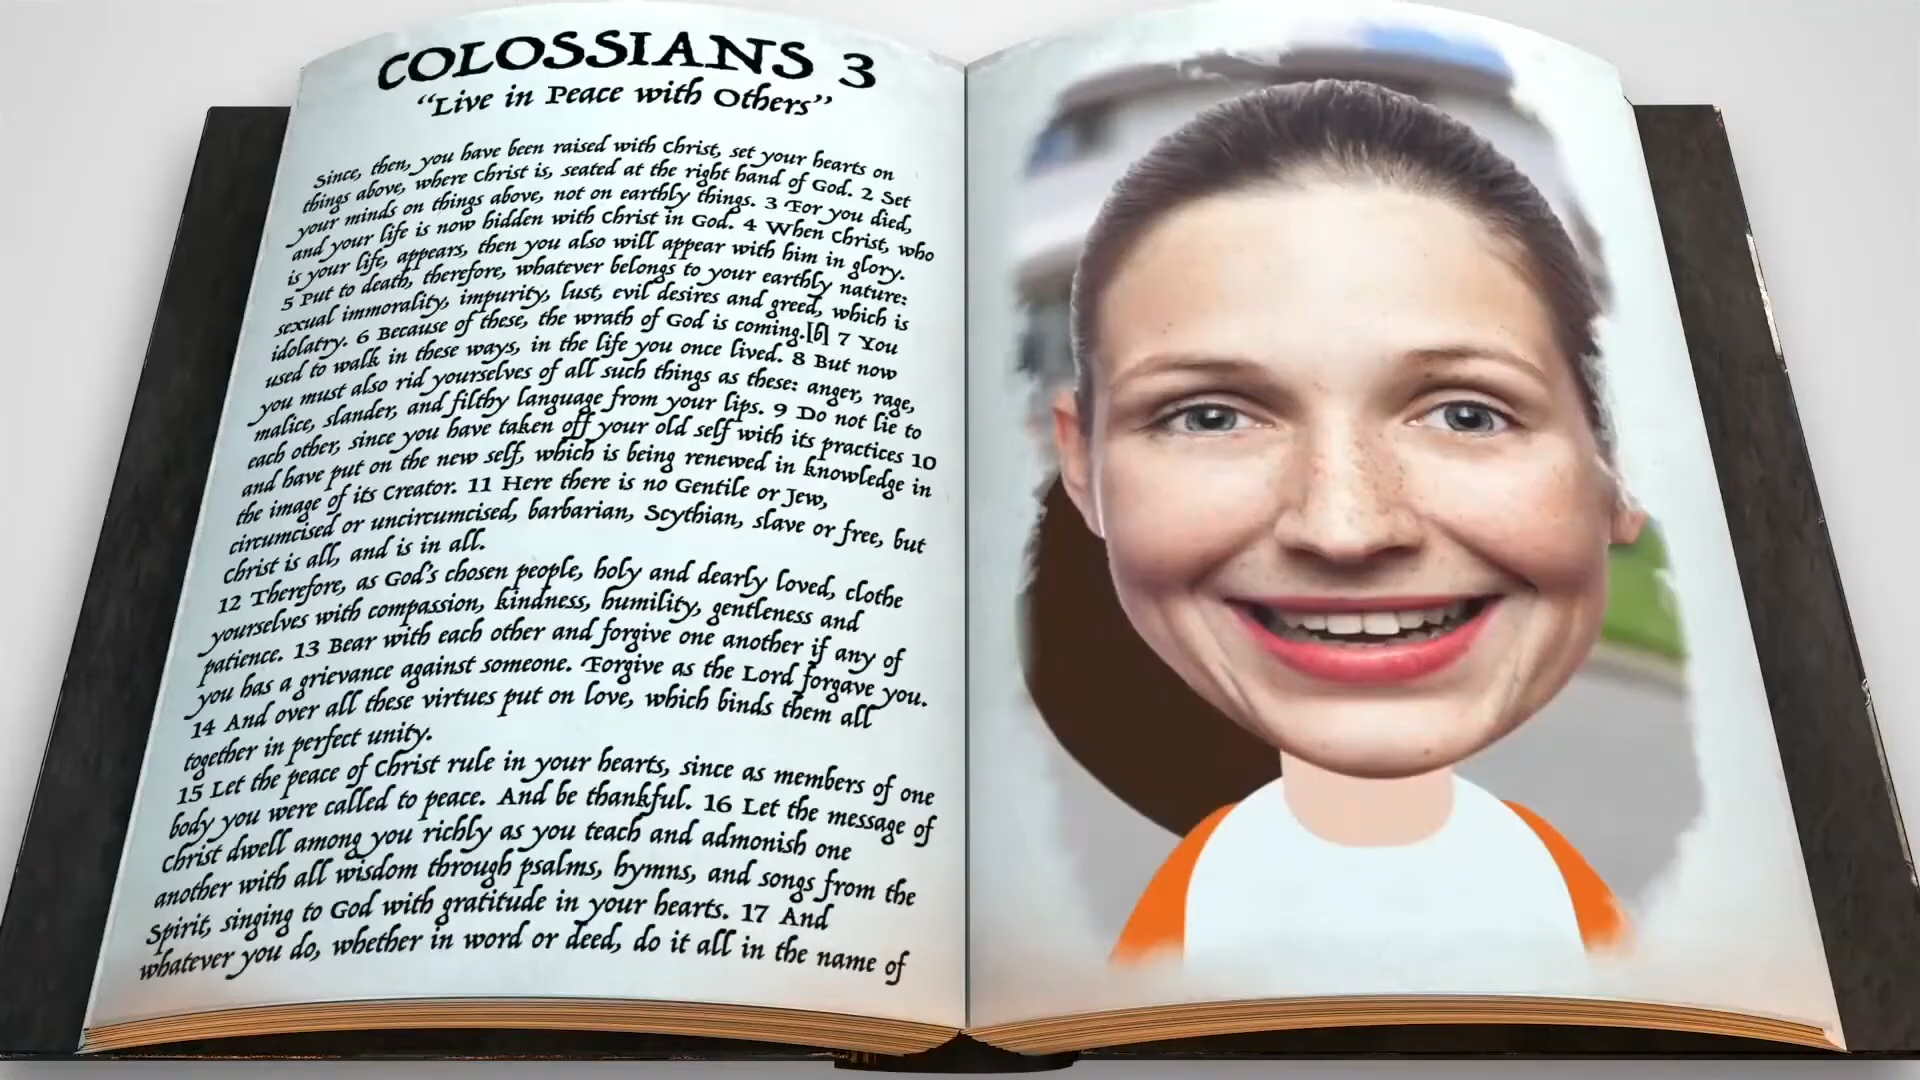 COLOSSIANS 3
“Live in Peace with Others”
Since, then, you have been raised with Christ, set your hearts on
things above, where Christ is, seated at the right hand of God. 2 Set
your minds on things above, not on earthly things. 3 For you died,
and your life is now hidden with Christ in God. 4 When Christ, who
is your life, appears, then you also will appear with him in glory.
5 Put to death, therefore, whatever belongs to your earthly nature:
sexual immorality, impurity, lust, evil desires and greed, which is
idolatry. 6 Because of these, the wrath of God is coming.[b] 7 You
used to walk in these ways, in the life you once lived. 8 But now
you must also rid yourselves of all such things as these: anger, rage,
malice, slander, and filthy language from your lips. 9 Do not lie to
each other, since you have taken off your old self with its practices 10
and have put on the new self, which is being renewed in knowledge in
the image of its Creator. 11 Here there is no Gentile or Jew,
circumcised or uncircumcised, barbarian, Scythian, slave or free, but
Christ is all, and is in all.
12 Therefore, as God’s chosen people, holy and dearly loved, clothe
yourselves with compassion, kindness, humility, gentleness and
patience. 13 Bear with each other and forgive one another if any of
you has a grievance against someone. Forgive as the Lord forgave you.
14 And over all these virtues put on love, which binds them all
together in perfect unity.
15 Let the peace of Christ rule in your hearts, since as members of one
body you were called to peace. And be thankful. 16 Let the message of
Christ dwell among you richly as you teach and admonish one
another with all wisdom through psalms, hymns, and songs from the
Spirit, singing to God with gratitude in your hearts. 17 And
whatever you do, whether in word or deed, do it all in the name of